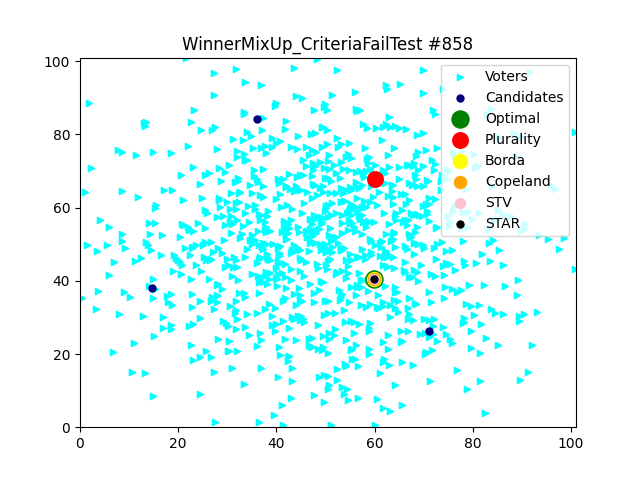 WinnerMixUp_CriteriaFailTest #858
100
80
60
40
20
0
0
20
40
60
80
100
Voters
Candidates
Optimal
Plurality
Borda
Copeland
STV
STAR